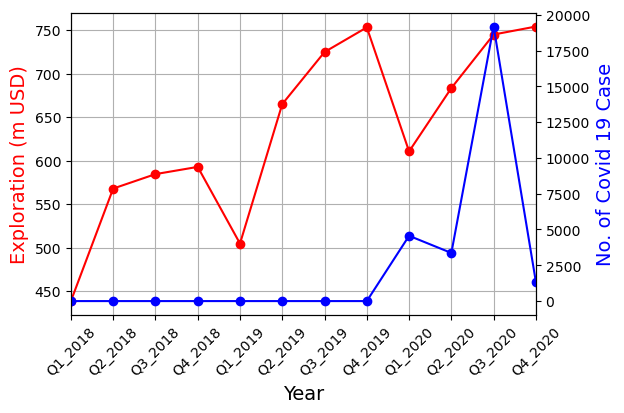 Exploration (m USD)
750
700
650
600
550
500
450
20000
17500
15000
12500
10000
7500
5000
2500
0
No. of Covid 19 Case
Q1_2018
Q2_2018
Q3_2018
Q4_2018
Q1_2019
Q2_2019
Q3_2019
Q4_2019
Q1_2020
Q2_2020
Q3_2020
Q4_2020
Year